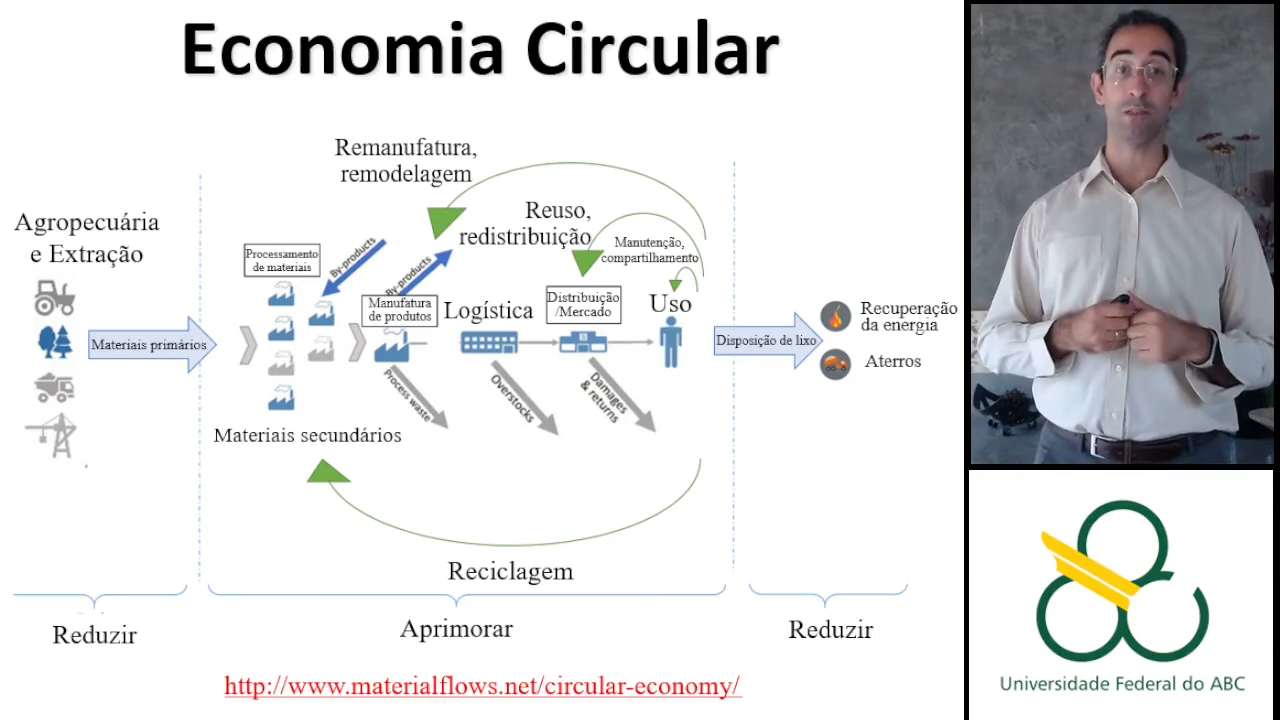 Economia Circular
Remanufatura,
remodelagem
Agropecuária
e Extração
Reuso,
redistribuição
Manutenção,
compartilhamento
Processamento
de materiais
By-products
By-products
Manufatura
de produtos
Logística
Distribuição
/Mercado
Uso
Materiais primários
Disposição de lixo
Recuperação
da energia
Aterros
Process waste
Overstocks
Damages
& returns
Materiais secundários
Reciclagem
Reduzir
Aprimorar
Reduzir
http://www.materialflows.net/circular-economy/
Universidade Federal do ABC